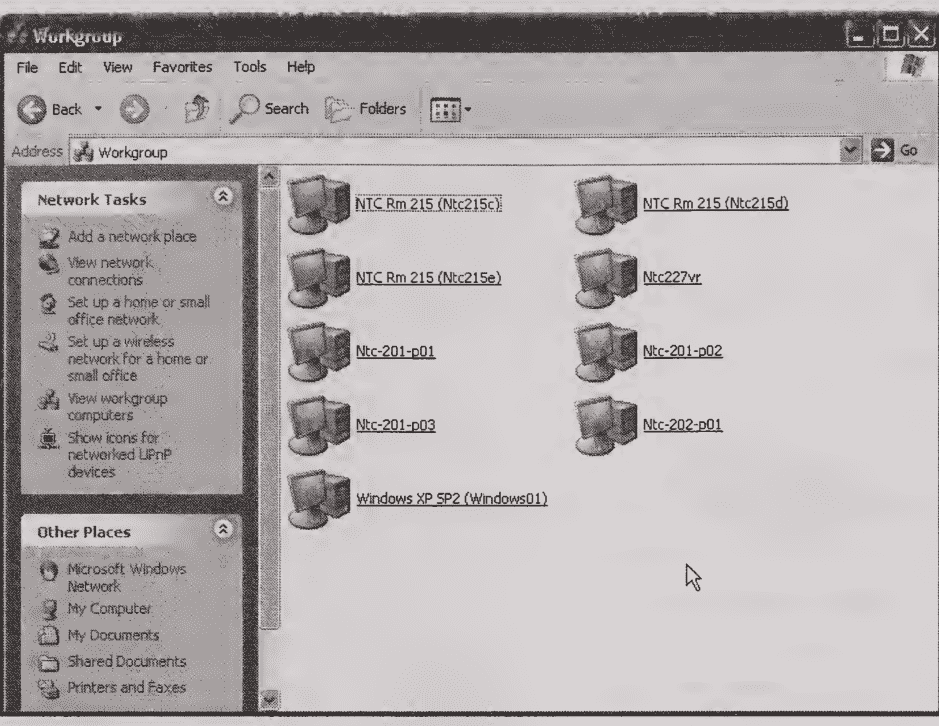 Workgroup
File Edit View Favorites Tools Help
Back Search Folders
Address Workgroup Go
Network Tasks
Add a network place
View network
connections
Set up a home or small
office network
Set up a wireless
network for a home or
small office
View workgroup
computers
Show icons for
networked UPnP
devices
Other Places
Microsoft Windows
Network
My Computer
My Documents
Shared Documents
Printers and Faxes
NTC Rm 215 (Ntc215c) NTC Rm 215 (Ntc215d)
NTC Rm 215 (Ntc215e) Ntc227vr
Ntc-201-p01 Ntc-201-p02
Ntc-201-p03 Ntc-202-p01
Windows XP SP2 (Windows01)